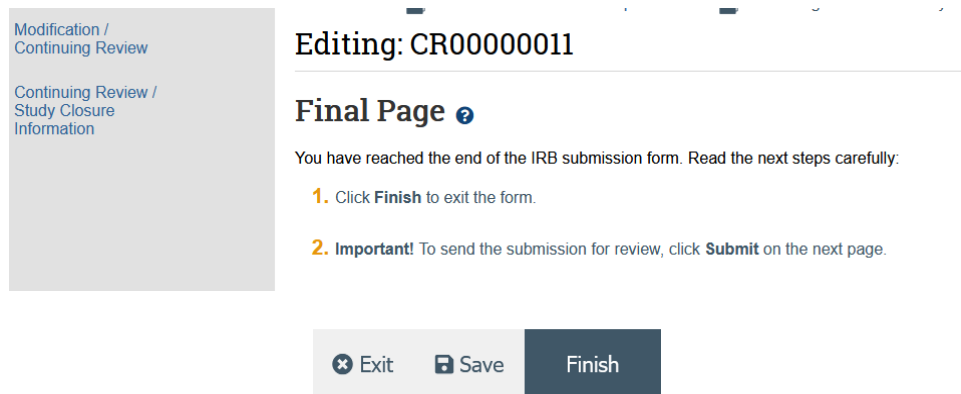 Modification /
Continuing Review
Continuing Review /
Study Closure
Information
Editing: CR00000011
Final Page ?
You have reached the end of the IRB submission form. Read the next steps carefully:
1. Click Finish to exit the form.
2. Important! To send the submission for review, click Submit on the next page.
Exit Save Finish